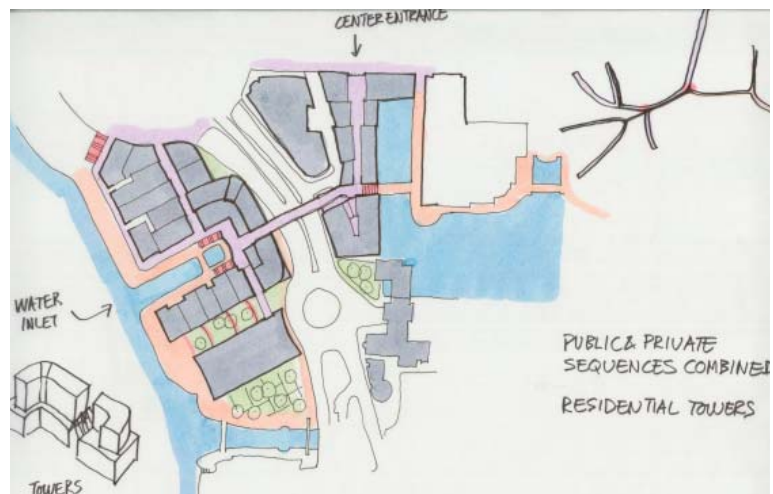 CENTER ENTRANCE
WATER
INLET
PUBLIC & PRIVATE
SEQUENCES COMBINED
RESIDENTIAL TOWERS
TOWERS